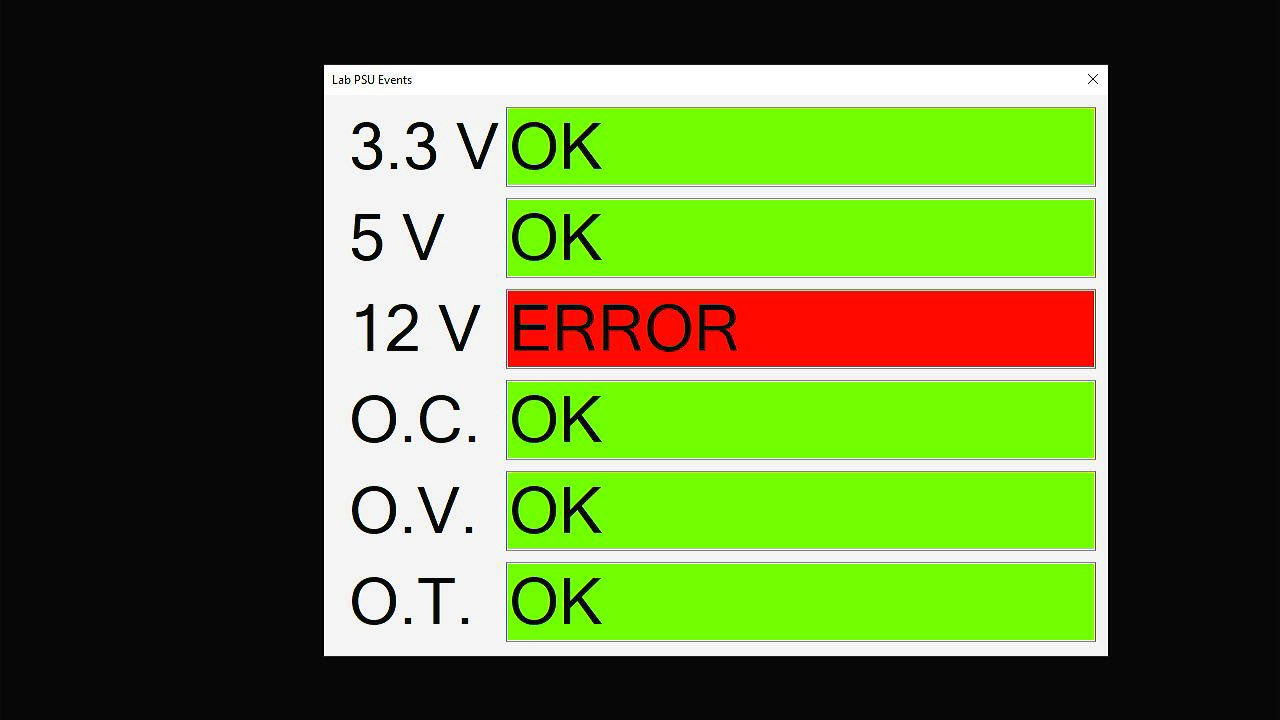 Lab PSU Events
3.3 V OK
5 V OK
12 V ERROR
O.C. OK
O.V. OK
O.T. OK